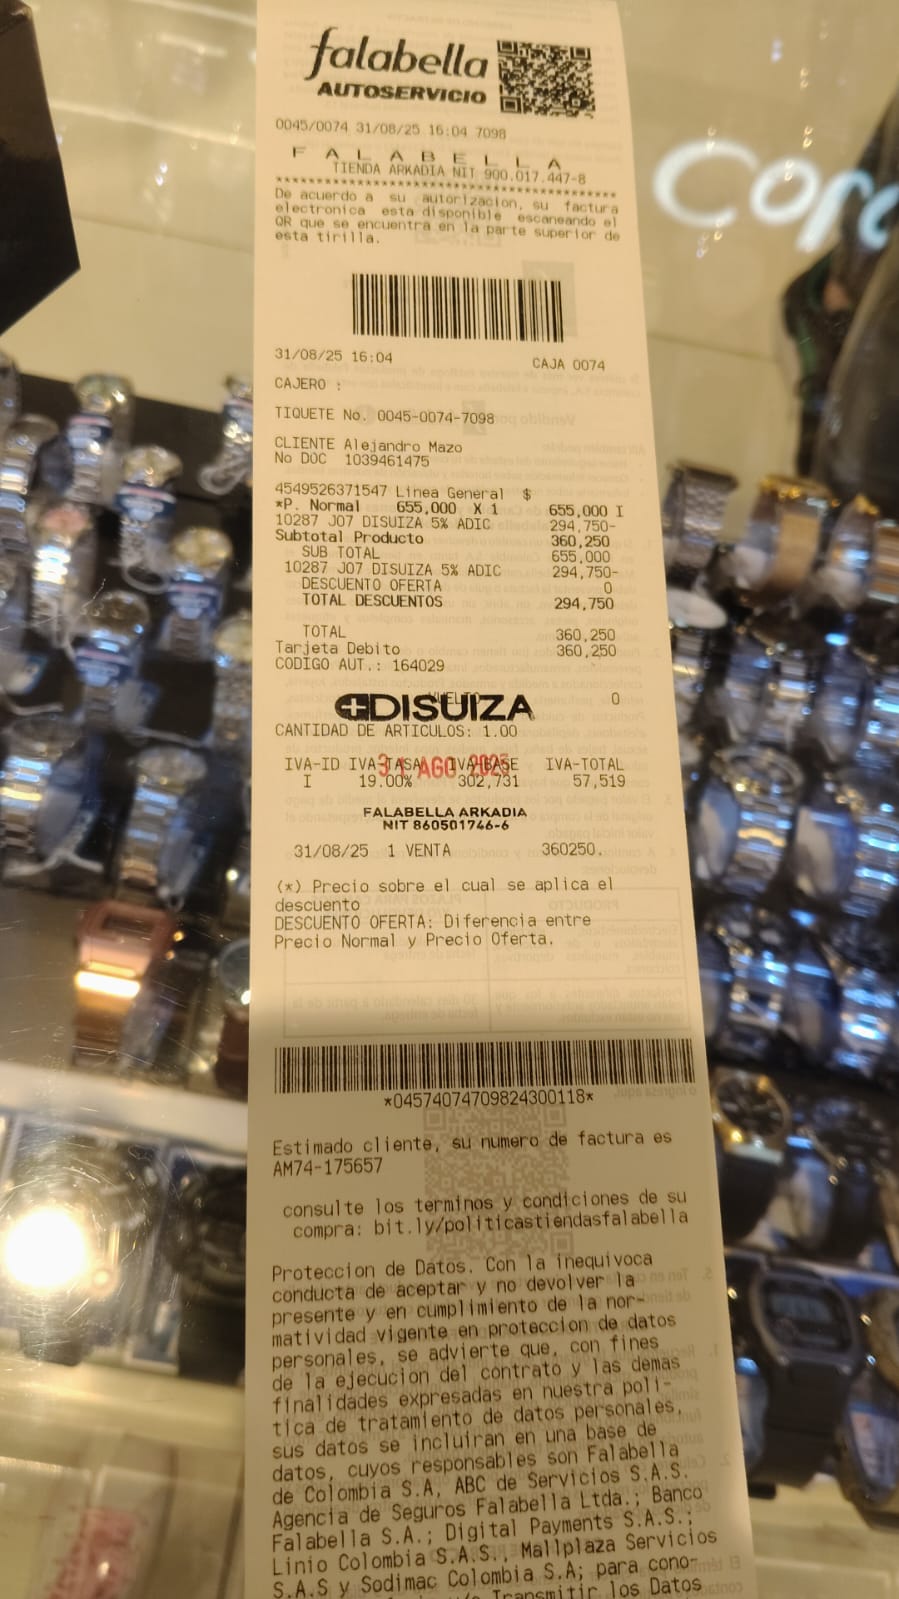 falabella
AUTOSERVICIO
0045/0074 31/08/25 16:04 7098
F A L A B E L L A
TIENDA ARKADIA NIT 900.017.447-8
****************************************
De acuerdo a su autorizacion, su factura
electronica esta disponible escaneando el
QR que se encuentra en la parte superior de
esta tirilla.
31/08/25 16:04 CAJA 0074
CAJERO :
TIQUETE No. 0045-0074-7098
CLIENTE Alejandro Mazo
No DOC 1039461475
4549526371547 Linea General $
*P. Normal 655,000 X 1 655,000 I
10287 JO7 DISUIZA 5% ADIC 294,750-
Subtotal Producto 360,250
SUB TOTAL 655,000
10287 JO7 DISUIZA 5% ADIC 294,750-
DESCUENTO OFERTA 0
TOTAL DESCUENTOS 294,750
TOTAL 360,250
Tarjeta Debito 360,250
CODIGO AUT.: 164029
VUELTO 0
DISUIZA
CANTIDAD DE ARTICULOS: 1.00
IVA-ID IVA-TASA IVA-BASE IVA-TOTAL
31 AGO 2025
I 19.00% 302,731 57,519
FALABELLA ARKADIA
NIT 860501746-6
31/08/25 1 VENTA 360250.
(*) Precio sobre el cual se aplica el
descuento
DESCUENTO OFERTA: Diferencia entre
Precio Normal y Precio Oferta.
*04574074709824300118*
Estimado cliente, su numero de factura es
AM74-175657
consulte los terminos y condiciones de su
compra: bit.ly/politicastiendasfalabella
Proteccion de Datos. Con la inequivoca
conducta de aceptar y no devolver la
presente y en cumplimiento de la nor-
matividad vigente en proteccion de datos
personales, se advierte que, con fines
de la ejecucion del contrato y las demas
finalidades expresadas en nuestra poli-
tica de tratamiento de datos personales,
sus datos se incluiran en una base de
datos, cuyos responsables son Falabella
de Colombia S.A, ABC de Servicios S.A.S.
Agencia de Seguros Falabella Ltda.; Banco
Falabella S.A.; Digital Payments S.A.S.;
Linio Colombia S.A.S., Mallplaza Servicios
S.A.S y Sodimac Colombia S.A; para cono-
Transmitir los Datos